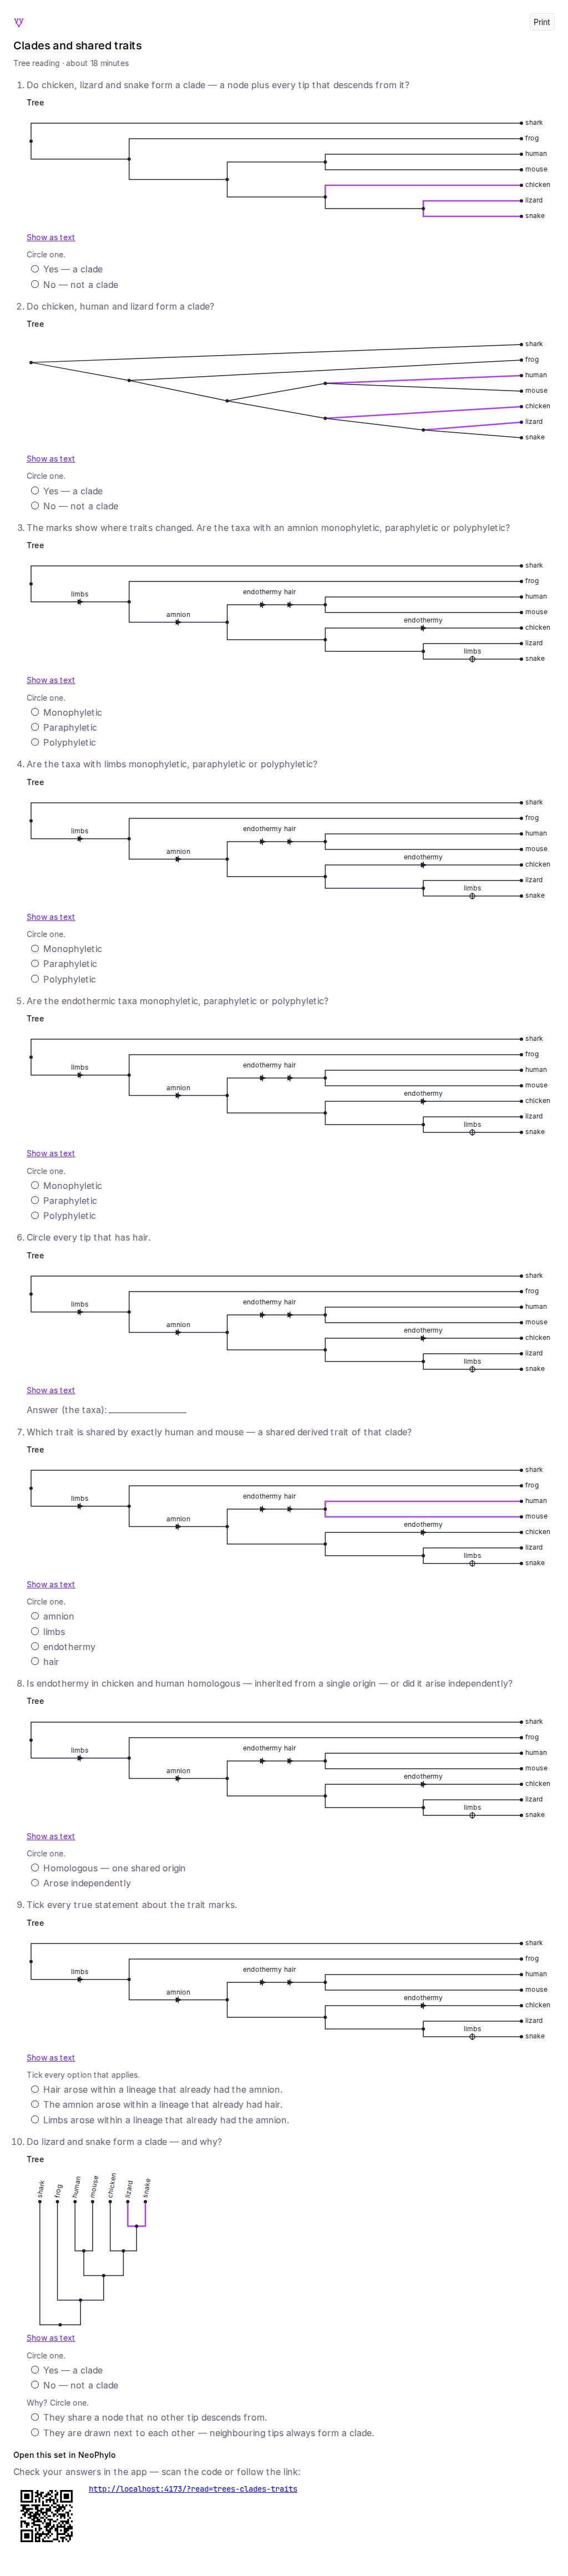 Print
Clades and shared traits
Tree reading · about 18 minutes
1. Do chicken, lizard and snake form a clade — a node plus every tip that descends from it?
Tree
shark
frog
human
mouse
chicken
lizard
snake
Show as text
Circle one.
Yes — a clade
No — not a clade
2. Do chicken, human and lizard form a clade?
Tree
shark
frog
human
mouse
chicken
lizard
snake
Show as text
Circle one.
Yes — a clade
No — not a clade
3. The marks show where traits changed. Are the taxa with an amnion monophyletic, paraphyletic or polyphyletic?
Tree
shark
frog
endothermy hair
limbs
human
mouse
amnion
endothermy
chicken
lizard
limbs
snake
Show as text
Circle one.
Monophyletic
Paraphyletic
Polyphyletic
4. Are the taxa with limbs monophyletic, paraphyletic or polyphyletic?
Tree
shark
frog
endothermy hair
limbs
human
mouse
amnion
endothermy
chicken
lizard
limbs
snake
Show as text
Circle one.
Monophyletic
Paraphyletic
Polyphyletic
5. Are the endothermic taxa monophyletic, paraphyletic or polyphyletic?
Tree
shark
frog
endothermy hair
limbs
human
mouse
amnion
endothermy
chicken
lizard
limbs
snake
Show as text
Circle one.
Monophyletic
Paraphyletic
Polyphyletic
6. Circle every tip that has hair.
Tree
shark
frog
endothermy hair
limbs
human
mouse
amnion
endothermy
chicken
lizard
limbs
snake
Show as text
Answer (the taxa):
7. Which trait is shared by exactly human and mouse — a shared derived trait of that clade?
Tree
shark
frog
endothermy hair
limbs
human
mouse
amnion
endothermy
chicken
lizard
limbs
snake
Show as text
Circle one.
amnion
limbs
endothermy
hair
8. Is endothermy in chicken and human homologous — inherited from a single origin — or did it arise independently?
Tree
shark
frog
endothermy hair
limbs
human
mouse
amnion
endothermy
chicken
lizard
limbs
snake
Show as text
Circle one.
Homologous — one shared origin
Arose independently
9. Tick every true statement about the trait marks.
Tree
shark
frog
endothermy hair
limbs
human
mouse
amnion
endothermy
chicken
lizard
limbs
snake
Show as text
Tick every option that applies.
Hair arose within a lineage that already had the amnion.
The amnion arose within a lineage that already had hair.
Limbs arose within a lineage that already had the amnion.
10. Do lizard and snake form a clade — and why?
Tree
shark
frog
human
mouse
chicken
lizard
snake
Show as text
Circle one.
Yes — a clade
No — not a clade
Why? Circle one.
They share a node that no other tip descends from.
They are drawn next to each other — neighbouring tips always form a clade.
Open this set in NeoPhylo
Check your answers in the app — scan the code or follow the link:
http://localhost:4173/?read=trees-clades-traits